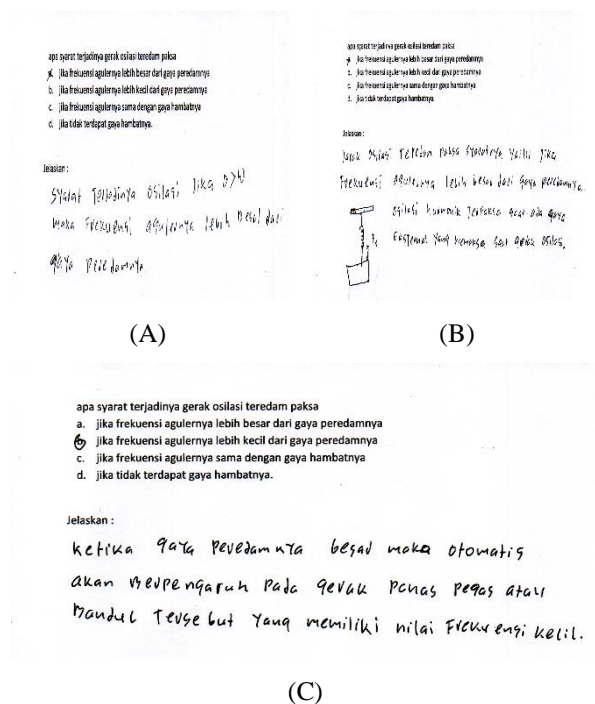 apa syarat terjadinya gerak osilasi teredam paksa
a. jika frekuensi agulernya lebih besar dari gaya peredamnya
b. jika frekuensi agulernya lebih kecil dari gaya peredamnya
c. jika frekuensi agulernya sama dengan gaya hambatnya
d. jika tidak terdapat gaya hambatnya.
Jelaskan :
Syarat Terjadinya Osilasi Jika
maka Frekuensi agulernya lebih besar dari
gaya Peredamnya
(A)
apa syarat terjadinya gerak osilasi teredam paksa
a. jika frekuensi agulernya lebih besar dari gaya peredamnya
b. jika frekuensi agulernya lebih kecil dari gaya peredamnya
c. jika frekuensi agulernya sama dengan gaya hambatnya
d. jika tidak terdapat gaya hambatnya.
Jelaskan :
Osilasi Teredam Paksa Syaratnya Yaitu Jika
Frekuensi agulernya lebih besar dari gaya peredamnya.
Osilasi harmonik Terpaksa ada gaya
Eksternal Yang memaksa osilasi.
(B)
apa syarat terjadinya gerak osilasi teredam paksa
a. jika frekuensi agulernya lebih besar dari gaya peredamnya
b. jika frekuensi agulernya lebih kecil dari gaya peredamnya
c. jika frekuensi agulernya sama dengan gaya hambatnya
d. jika tidak terdapat gaya hambatnya.
Jelaskan :
ketika gaya Peredamnya besar maka otomatis
akan Berpengaruh Pada gerak Panas Pegas atau
Bandul Tersebut Yang memiliki nilai Frekuensi kecil.
(C)